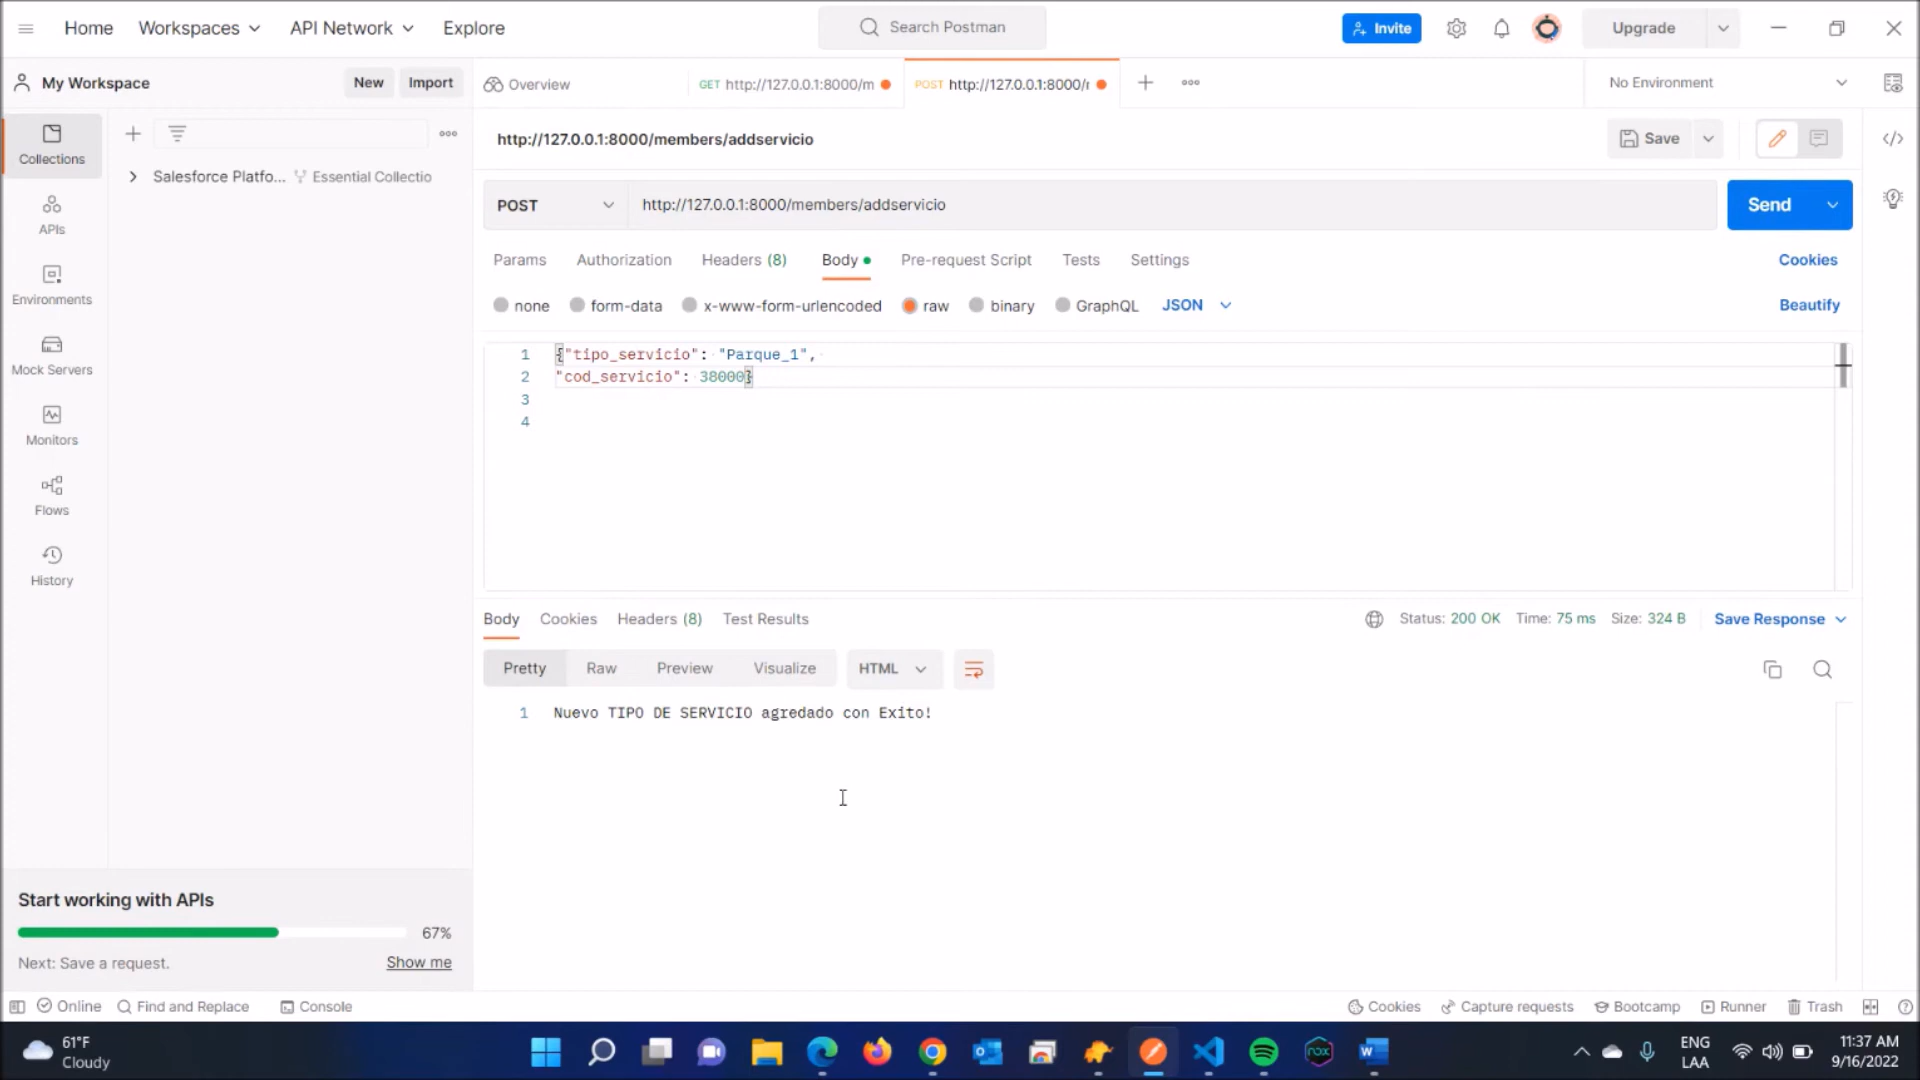 Home Workspaces API Network Explore Search Postman Invite Upgrade
My Workspace New Import Overview GET http://127.0.0.1:8000/m POST http://127.0.0.1:8000/r No Environment
http://127.0.0.1:8000/members/addservicio Save
Collections
Salesforce Platfo... Essential Collectio
POST http://127.0.0.1:8000/members/addservicio Send
APIs
Params Authorization Headers (8) Body Pre-request Script Tests Settings Cookies
Environments
none form-data x-www-form-urlencoded raw binary GraphQL JSON Beautify
Mock Servers
1 {"tipo_servicio": "Parque_1",
2 "cod_servicio": 38000}
3
4
Monitors
Flows
History
Body Cookies Headers (8) Test Results Status: 200 OK Time: 75 ms Size: 324 B Save Response
Pretty Raw Preview Visualize HTML
1 Nuevo TIPO DE SERVICIO agredado con Exito!
Start working with APIs
67%
Next: Save a request. Show me
Online Find and Replace Console Cookies Capture requests Bootcamp Runner Trash
61°F
Cloudy
nox
ENG
LAA
11:37 AM
9/16/2022